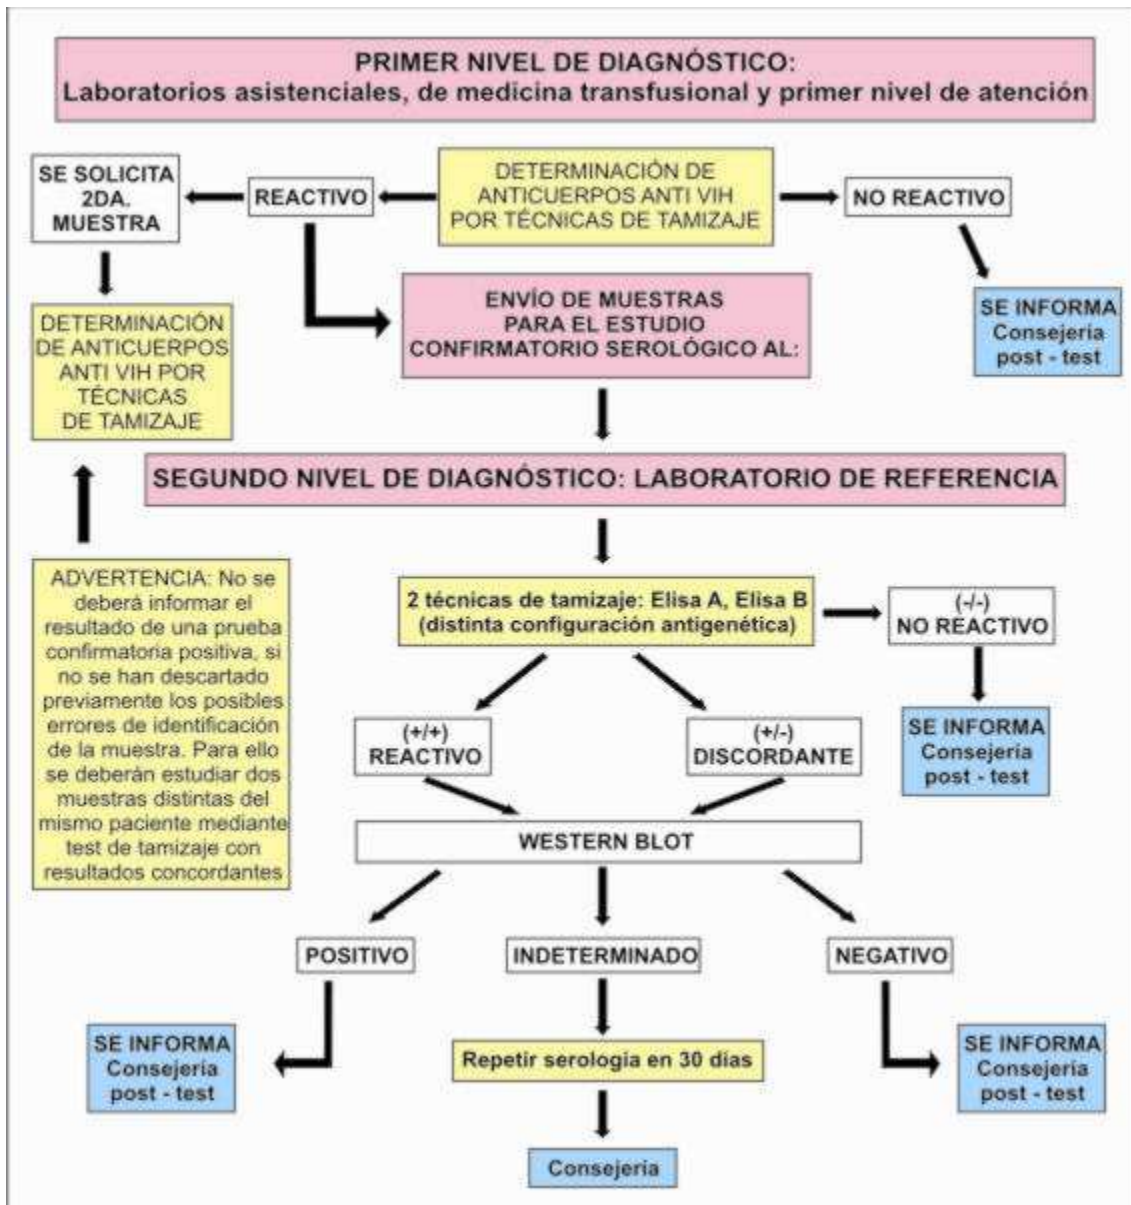 PRIMER NIVEL DE DIAGNÓSTICO:
Laboratorios asistenciales, de medicina transfusional y primer nivel de atención
SE SOLICITA
2DA.
MUESTRA
REACTIVO
DETERMINACIÓN DE
ANTICUERPOS ANTI VIH
POR TÉCNICAS DE TAMIZAJE
NO REACTIVO
DETERMINACIÓN
DE ANTICUERPOS
ANTI VIH POR
TÉCNICAS
DE TAMIZAJE
ENVÍO DE MUESTRAS
PARA EL ESTUDIO
CONFIRMATORIO SEROLÓGICO AL:
SE INFORMA
Consejería
post - test
SEGUNDO NIVEL DE DIAGNÓSTICO: LABORATORIO DE REFERENCIA
ADVERTENCIA: No se
deberá informar el
resultado de una prueba
confirmatoria positiva, si
no se han descartado
previamente los posibles
errores de identificación
de la muestra. Para ello
se deberán estudiar dos
muestras distintas del
mismo paciente mediante
test de tamizaje con
resultados concordantes
2 técnicas de tamizaje: Elisa A, Elisa B
(distinta configuración antigenética)
(-/-)
NO REACTIVO
SE INFORMA
Consejería
post - test
(+/+)
REACTIVO
(+/-)
DISCORDANTE
WESTERN BLOT
POSITIVO
INDETERMINADO
NEGATIVO
SE INFORMA
Consejería
post - test
Repetir serologia en 30 días
SE INFORMA
Consejería
post - test
Consejería